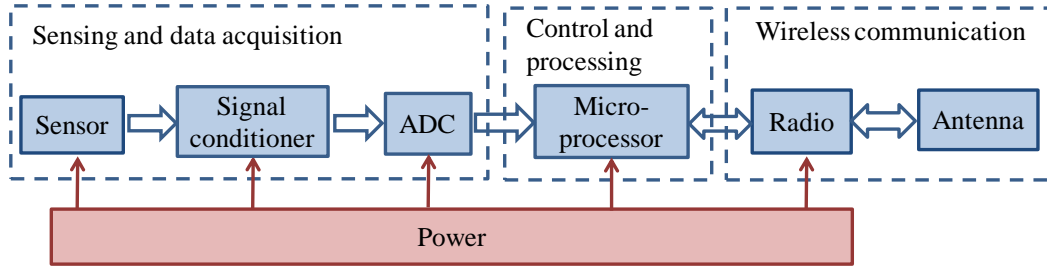 Sensing and data acquisition
Control and
processing
Wireless communication
Sensor
Signal
conditioner
ADC
Micro-
processor
Radio
Antenna
Power